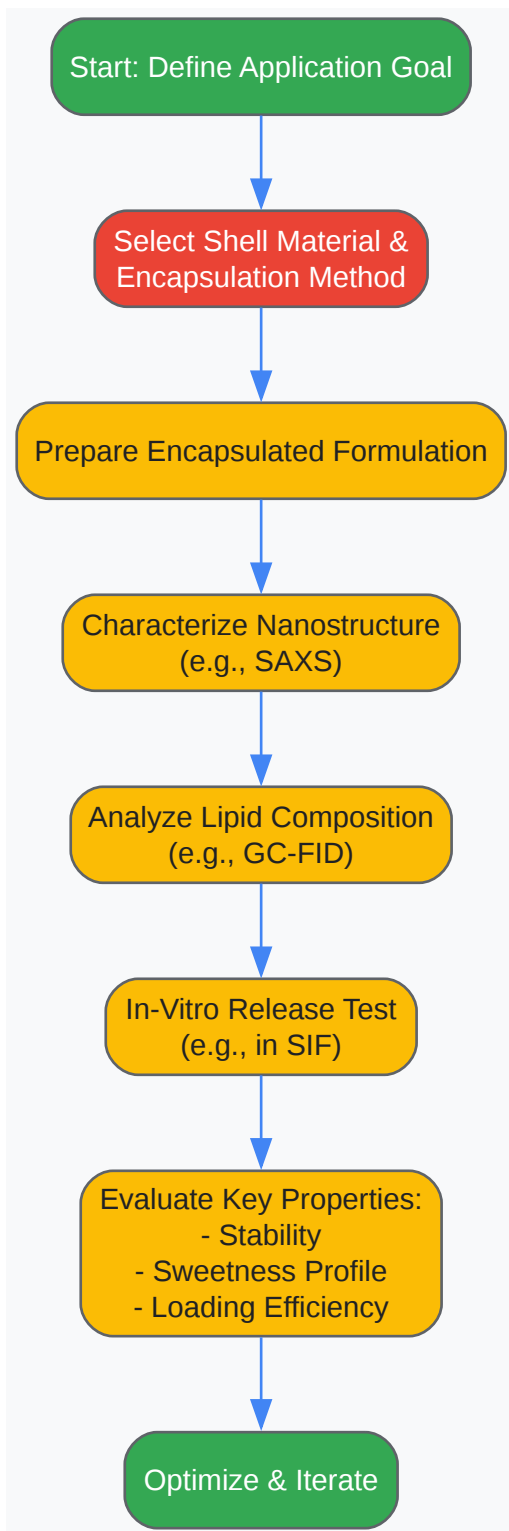 Start: Define Application Goal
Select Shell Material &
Encapsulation Method
Prepare Encapsulated Formulation
Characterize Nanostructure
(e.g., SAXS)
Analyze Lipid Composition
(e.g., GC-FID)
In-Vitro Release Test
(e.g., in SIF)
Evaluate Key Properties:
- Stability
- Sweetness Profile
- Loading Efficiency
Optimize & Iterate